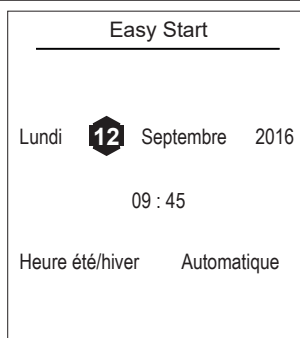 Easy Start
Lundi 12 Septembre 2016
09 : 45
Heure été/hiver Automatique